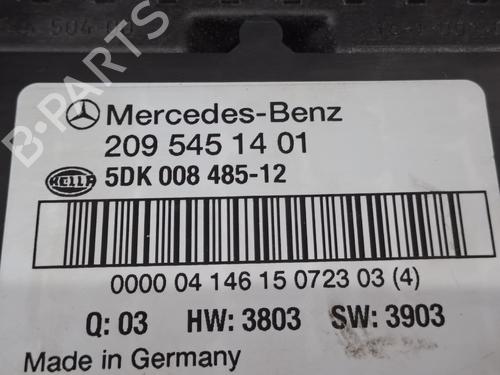 Mercedes-Benz
209 545 14 01
HELLA 5DK 008 485-12
0000 04 146 15 0723 03 (4)
Q: 03 HW: 3803 SW: 3903
Made in Germany
B-PARTS